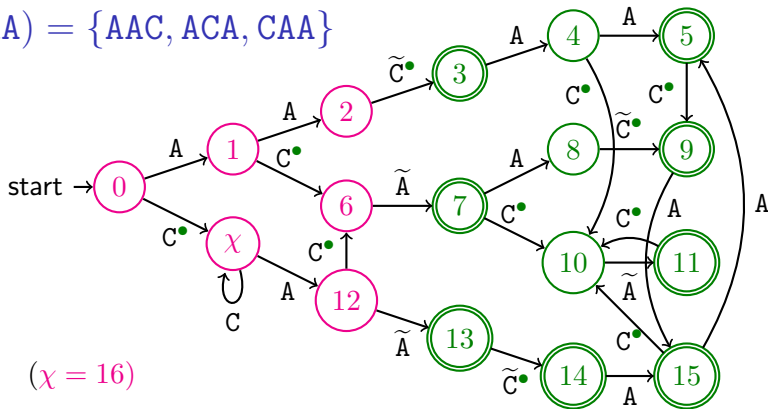 A) = {AAC, ACA, CAA}
start
0
A
C•
1
A
C•
χ
C
A
2
C̃•
6
Ã
C•
12
Ã
3
A
7
A
C•
13
C̃•
4
A
C•
8
C̃•
10
Ã
14
A
5
C•
9
A
11
C•
15
C•
A
(χ = 16)